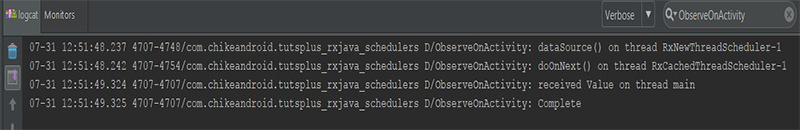 logcat Monitors Verbose ObserveOnActivity
07-31 12:51:48.237 4707-4748/com.chikeandroid.tutsplus_rxjava_schedulers D/ObserveOnActivity: dataSource() on thread RxNewThreadScheduler-1
07-31 12:51:48.242 4707-4754/com.chikeandroid.tutsplus_rxjava_schedulers D/ObserveOnActivity: doOnNext() on thread RxCachedThreadScheduler-1
07-31 12:51:49.324 4707-4707/com.chikeandroid.tutsplus_rxjava_schedulers D/ObserveOnActivity: received Value on thread main
07-31 12:51:49.325 4707-4707/com.chikeandroid.tutsplus_rxjava_schedulers D/ObserveOnActivity: Complete